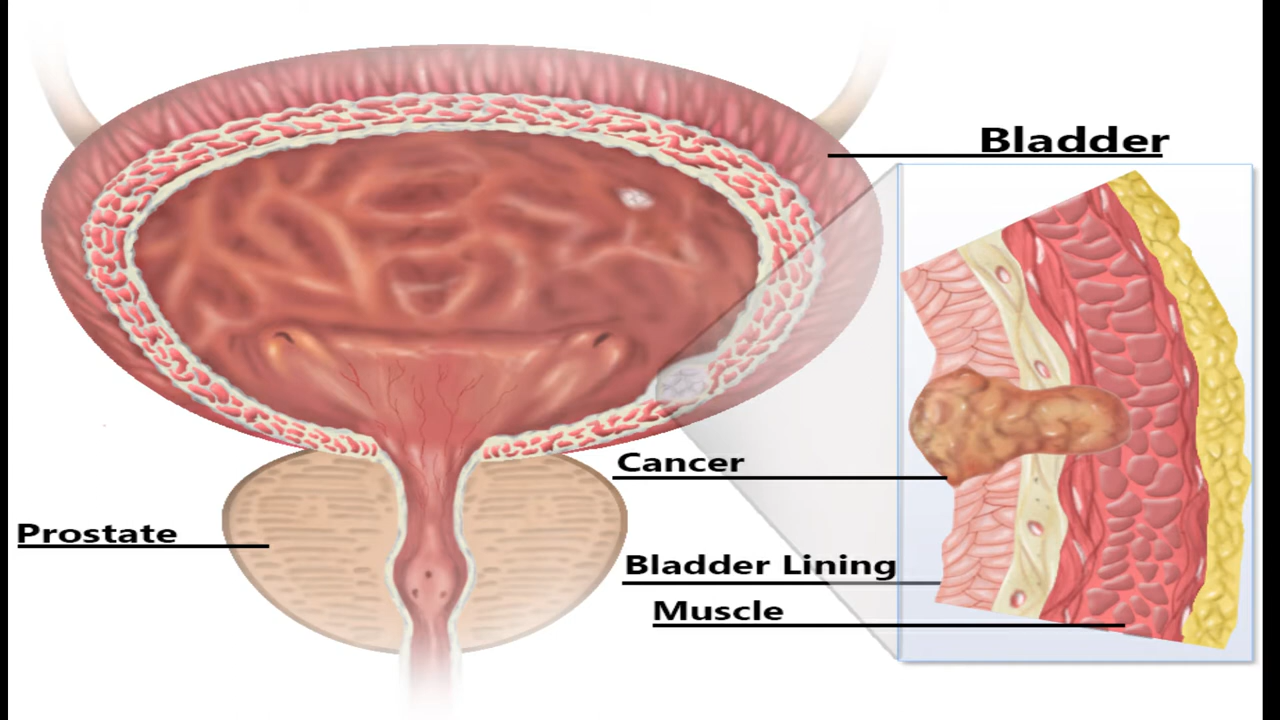 Bladder
Cancer
Prostate
Bladder Lining
Muscle